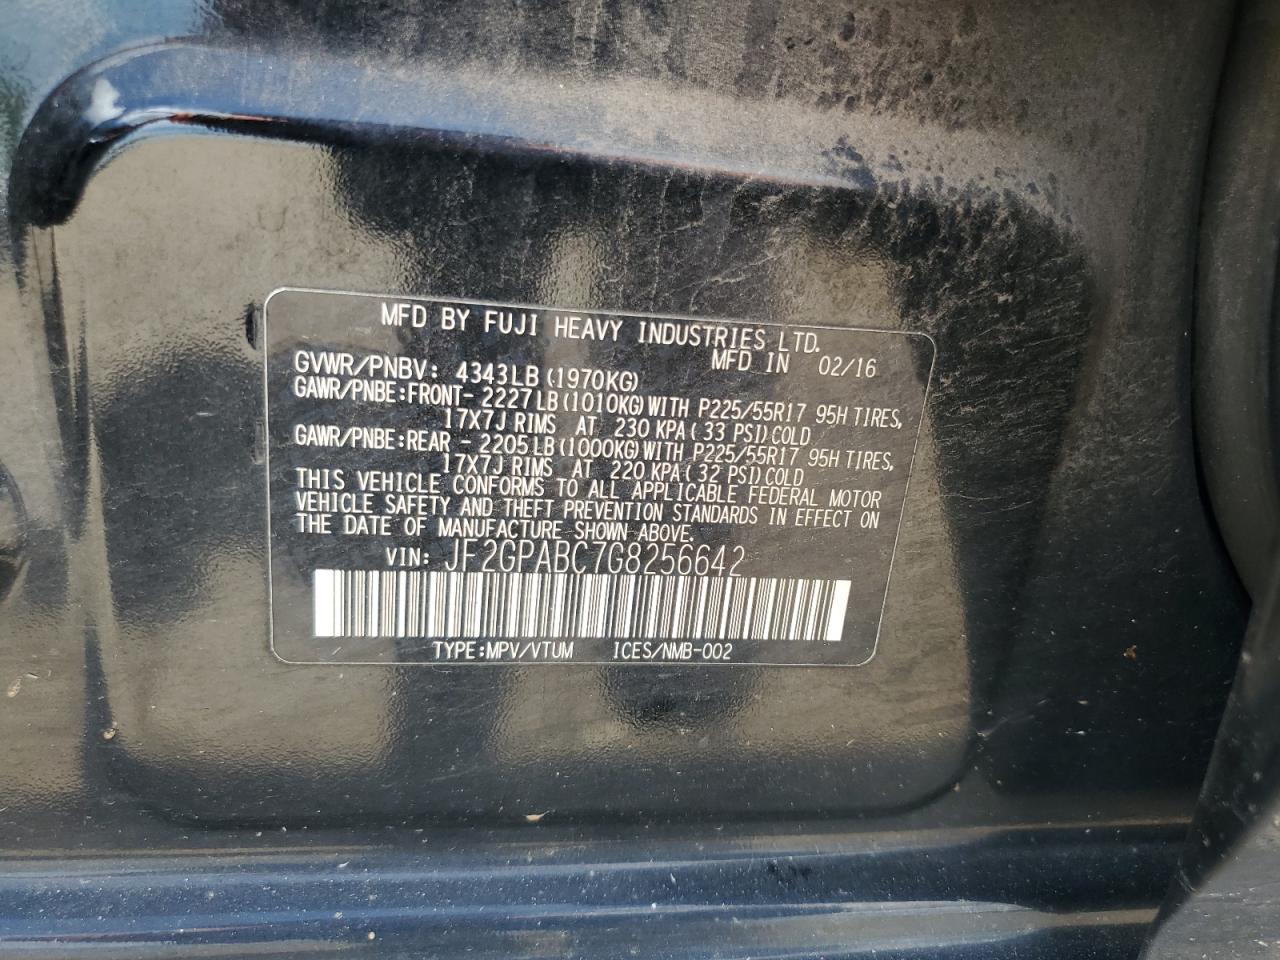 MFD BY FUJI HEAVY INDUSTRIES LTD.
MFD IN 02/16
GVWR/PNBV: 4343LB(1970KG)
GAWR/PNBE:FRONT- 2227LB(1010KG)WITH P225/55R17 95H TIRES,
17X7J RIMS AT 230 KPA(33 PSI)COLD
GAWR/PNBE:REAR - 2205LB(1000KG)WITH P225/55R17 95H TIRES,
17X7J RIMS AT 220 KPA(32 PSI)COLD
THIS VEHICLE CONFORMS TO ALL APPLICABLE FEDERAL MOTOR
VEHICLE SAFETY AND THEFT PREVENTION STANDARDS IN EFFECT ON
THE DATE OF MANUFACTURE SHOWN ABOVE.
VIN: JF2GPABC7G8256642
TYPE:MPV/VTUM ICES/NMB-002